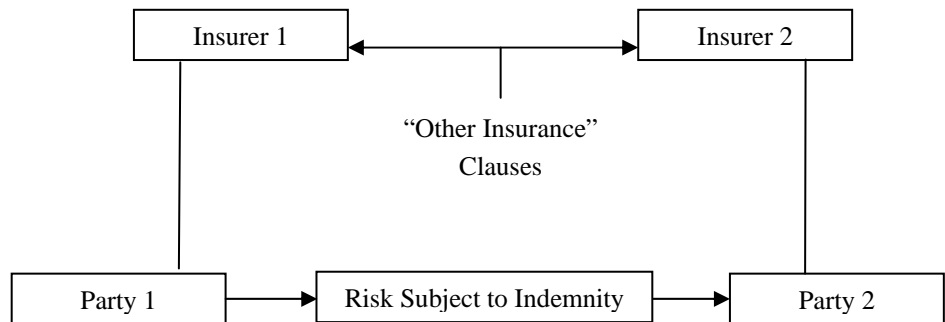 Insurer 1
Insurer 2
“Other Insurance”
Clauses
Party 1
Risk Subject to Indemnity
Party 2